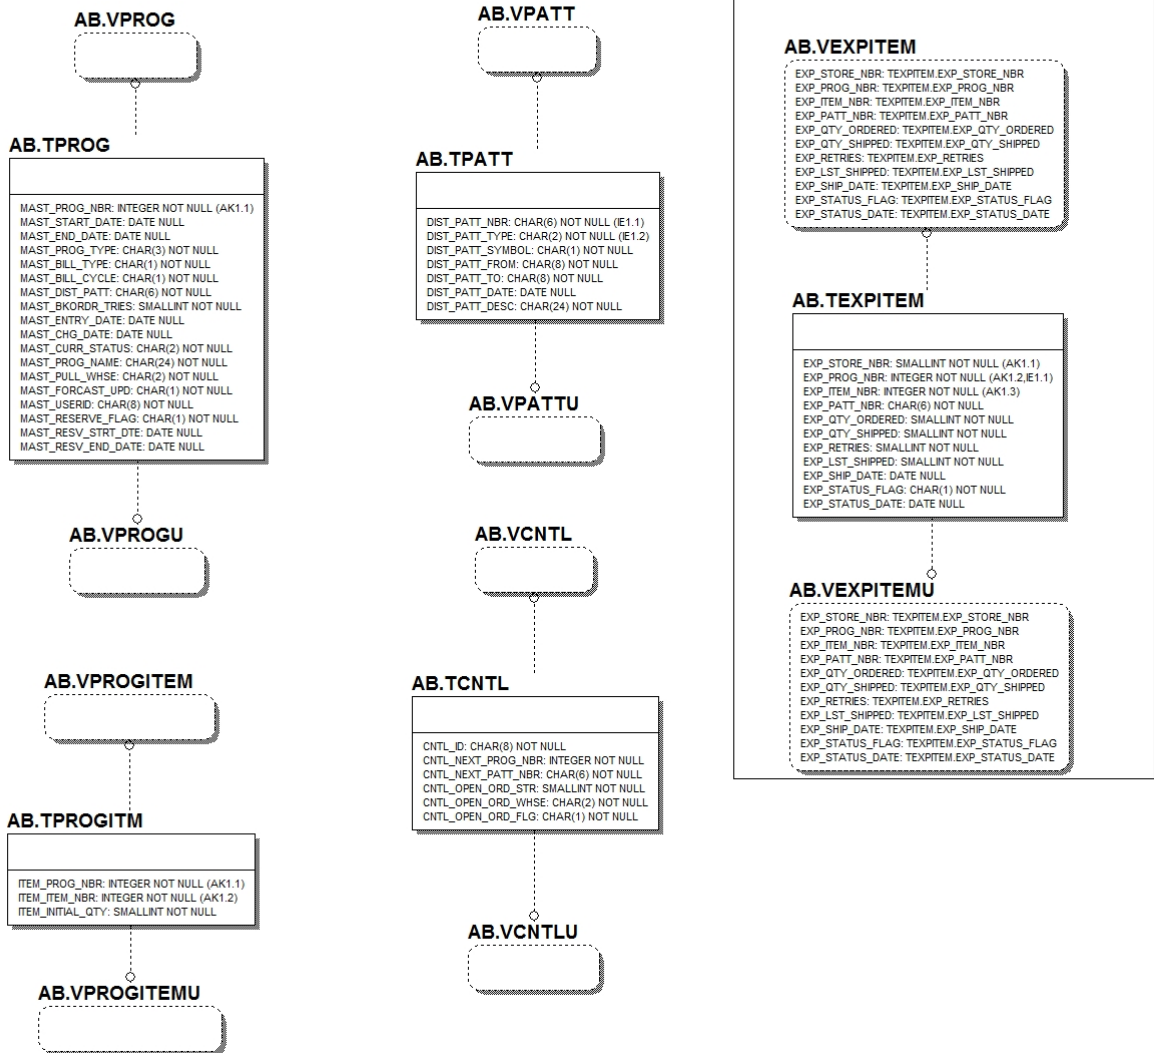 AB.VPROG
AB.TPROG
MAST_PROG_NBR: INTEGER NOT NULL (AK1.1)
MAST_START_DATE: DATE NULL
MAST_END_DATE: DATE NULL
MAST_PROG_TYPE: CHAR(3) NOT NULL
MAST_BILL_TYPE: CHAR(1) NOT NULL
MAST_BILL_CYCLE: CHAR(1) NOT NULL
MAST_DIST_PATT: CHAR(6) NOT NULL
MAST_BKORDR_TRIES: SMALLINT NOT NULL
MAST_ENTRY_DATE: DATE NULL
MAST_CHG_DATE: DATE NULL
MAST_CURR_STATUS: CHAR(2) NOT NULL
MAST_PROG_NAME: CHAR(24) NOT NULL
MAST_PULL_WHSE: CHAR(2) NOT NULL
MAST_FORCAST_UPD: CHAR(1) NOT NULL
MAST_USERID: CHAR(8) NOT NULL
MAST_RESERVE_FLAG: CHAR(1) NOT NULL
MAST_RESV_STRT_DTE: DATE NULL
MAST_RESV_END_DATE: DATE NULL
AB.VPROGU
AB.VPROGITEM
AB.TPROGITM
ITEM_PROG_NBR: INTEGER NOT NULL (AK1.1)
ITEM_ITEM_NBR: INTEGER NOT NULL (AK1.2)
ITEM_INITIAL_QTY: SMALLINT NOT NULL
AB.VPROGITEMU
AB.VPATT
AB.TPATT
DIST_PATT_NBR: CHAR(6) NOT NULL (IE1.1)
DIST_PATT_TYPE: CHAR(2) NOT NULL (IE1.2)
DIST_PATT_SYMBOL: CHAR(1) NOT NULL
DIST_PATT_FROM: CHAR(8) NOT NULL
DIST_PATT_TO: CHAR(8) NOT NULL
DIST_PATT_DATE: DATE NULL
DIST_PATT_DESC: CHAR(24) NOT NULL
AB.VPATTU
AB.VCNTL
AB.TCNTL
CNTL_ID: CHAR(8) NOT NULL
CNTL_NEXT_PROG_NBR: INTEGER NOT NULL
CNTL_NEXT_PATT_NBR: CHAR(6) NOT NULL
CNTL_OPEN_ORD_STR: SMALLINT NOT NULL
CNTL_OPEN_ORD_WHSE: CHAR(2) NOT NULL
CNTL_OPEN_ORD_FLG: CHAR(1) NOT NULL
AB.VCNTLU
AB.VEXPITEM
EXP_STORE_NBR: TEXPITEM.EXP_STORE_NBR
EXP_PROG_NBR: TEXPITEM.EXP_PROG_NBR
EXP_ITEM_NBR: TEXPITEM.EXP_ITEM_NBR
EXP_PATT_NBR: TEXPITEM.EXP_PATT_NBR
EXP_QTY_ORDERED: TEXPITEM.EXP_QTY_ORDERED
EXP_QTY_SHIPPED: TEXPITEM.EXP_QTY_SHIPPED
EXP_RETRIES: TEXPITEM.EXP_RETRIES
EXP_LST_SHIPPED: TEXPITEM.EXP_LST_SHIPPED
EXP_SHIP_DATE: TEXPITEM.EXP_SHIP_DATE
EXP_STATUS_FLAG: TEXPITEM.EXP_STATUS_FLAG
EXP_STATUS_DATE: TEXPITEM.EXP_STATUS_DATE
AB.TEXPITEM
EXP_STORE_NBR: SMALLINT NOT NULL (AK1.1)
EXP_PROG_NBR: INTEGER NOT NULL (AK1.2,IE1.1)
EXP_ITEM_NBR: INTEGER NOT NULL (AK1.3)
EXP_PATT_NBR: CHAR(6) NOT NULL
EXP_QTY_ORDERED: SMALLINT NOT NULL
EXP_QTY_SHIPPED: SMALLINT NOT NULL
EXP_RETRIES: SMALLINT NOT NULL
EXP_LST_SHIPPED: SMALLINT NOT NULL
EXP_SHIP_DATE: DATE NULL
EXP_STATUS_FLAG: CHAR(1) NOT NULL
EXP_STATUS_DATE: DATE NULL
AB.VEXPITEMU
EXP_STORE_NBR: TEXPITEM.EXP_STORE_NBR
EXP_PROG_NBR: TEXPITEM.EXP_PROG_NBR
EXP_ITEM_NBR: TEXPITEM.EXP_ITEM_NBR
EXP_PATT_NBR: TEXPITEM.EXP_PATT_NBR
EXP_QTY_ORDERED: TEXPITEM.EXP_QTY_ORDERED
EXP_QTY_SHIPPED: TEXPITEM.EXP_QTY_SHIPPED
EXP_RETRIES: TEXPITEM.EXP_RETRIES
EXP_LST_SHIPPED: TEXPITEM.EXP_LST_SHIPPED
EXP_SHIP_DATE: TEXPITEM.EXP_SHIP_DATE
EXP_STATUS_FLAG: TEXPITEM.EXP_STATUS_FLAG
EXP_STATUS_DATE: TEXPITEM.EXP_STATUS_DATE